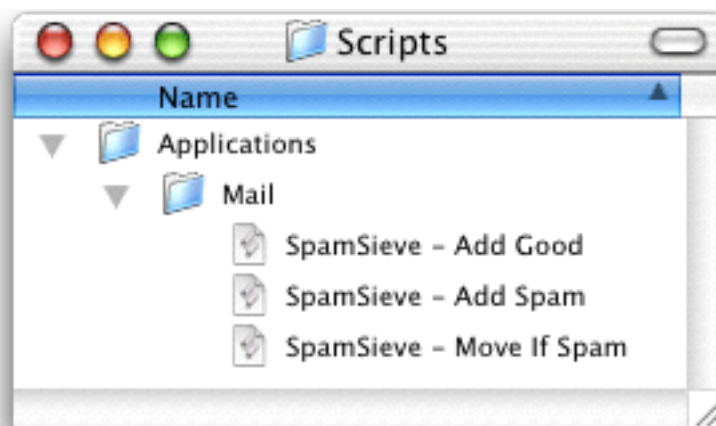 Scripts
Name
Applications
Mail
SpamSieve – Add Good
SpamSieve – Add Spam
SpamSieve – Move If Spam